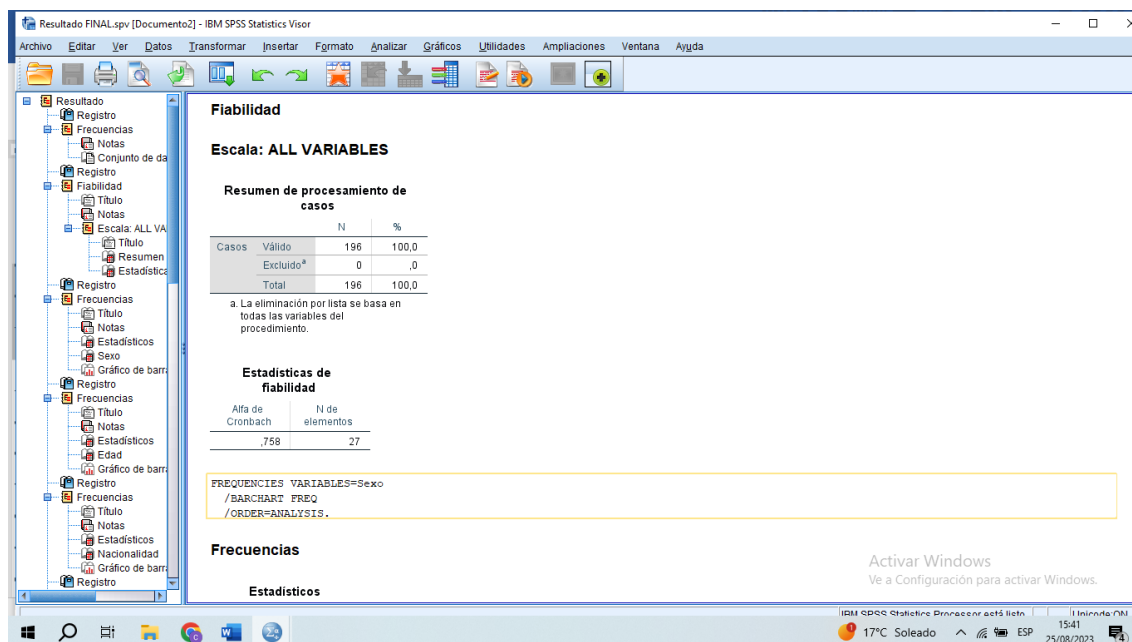 Resultado FINAL.spv [Documento2] - IBM SPSS Statistics Visor
Archivo Editar Ver Datos Transformar Insertar Formato Analizar Gráficos Utilidades Ampliaciones Ventana Ayuda
Resultado
Registro
Frecuencias
Notas
Conjunto de da
Registro
Fiabilidad
Título
Notas
Escala: ALL VA
Título
Resumen
Estadística
Registro
Frecuencias
Título
Notas
Estadísticos
Sexo
Gráfico de barra
Registro
Frecuencias
Título
Notas
Estadísticos
Edad
Gráfico de barra
Registro
Frecuencias
Título
Notas
Estadísticos
Nacionalidad
Gráfico de barra
Registro
Fiabilidad
Escala: ALL VARIABLES
Resumen de procesamiento de
casos
N %
Casos Válido 196 100,0
Excluido a 0 ,0
Total 196 100,0
a. La eliminación por lista se basa en
todas las variables del
procedimiento.
Estadísticas de
fiabilidad
Alfa de N de
Cronbach elementos
,758 27
FREQUENCIES VARIABLES=Sexo
/BARCHART FREQ
/ORDER=ANALYSIS.
Frecuencias
Estadísticos
Activar Windows
Ve a Configuración para activar Windows.
IBM SPSS Statistics Processor está listo Unicode:ON
17°C Soleado ESP 15:41
25/08/2023 4